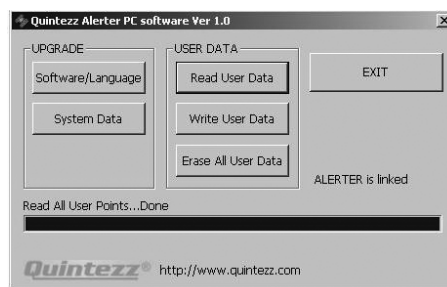 Quintezz Alerter PC software Ver 1.0
UPGRADE
Software/Language
System Data
USER DATA
Read User Data
Write User Data
Erase All User Data
EXIT
ALERTER is linked
Read All User Points...Done
Quintezz® http://www.quintezz.com